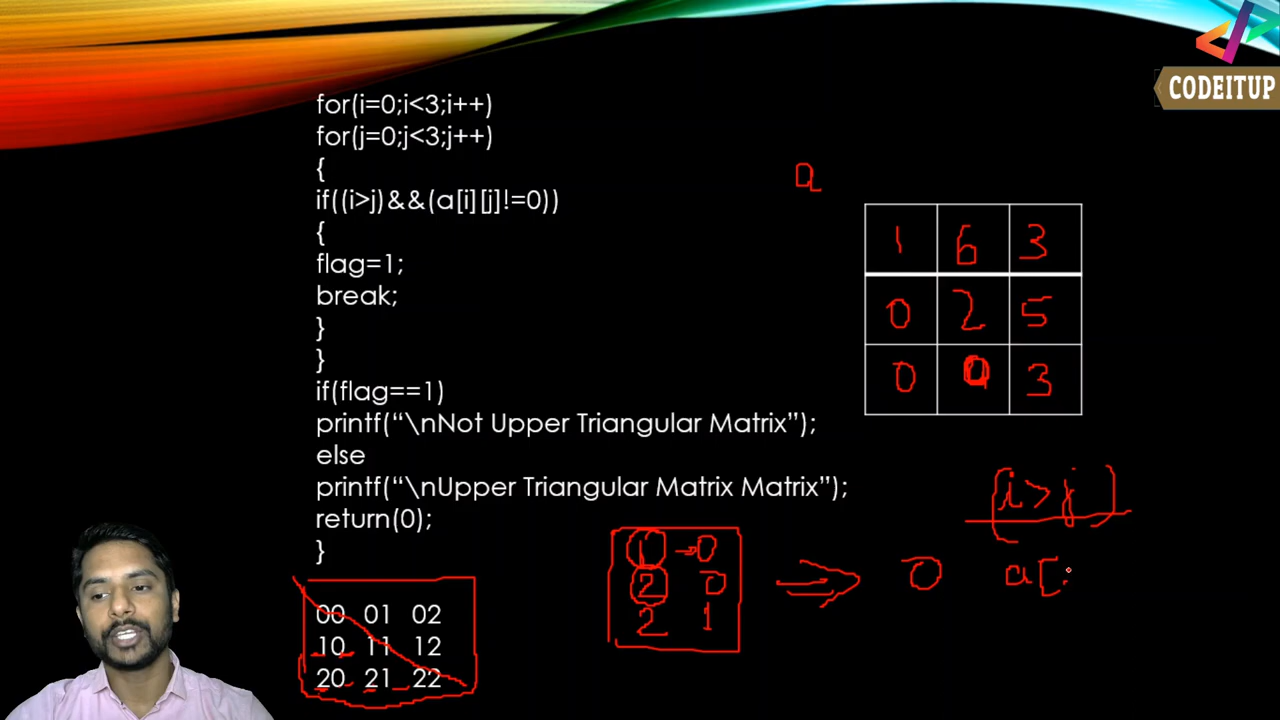 CODEITUP
for(i=0;i<3;i++)
for(j=0;j<3;j++)
{
if((i>j)&&(a[i][j]!=0))
{
flag=1;
break;
}
}
if(flag==1)
printf(“\nNot Upper Triangular Matrix”);
else
printf(“\nUpper Triangular Matrix Matrix”);
return(0);
}
00 01 02
10 11 12
20 21 22
a
1 6 3
0 2 5
0 0 3
(i>j)
1 → 0
2 0
2 1
⇒ 0 a[i